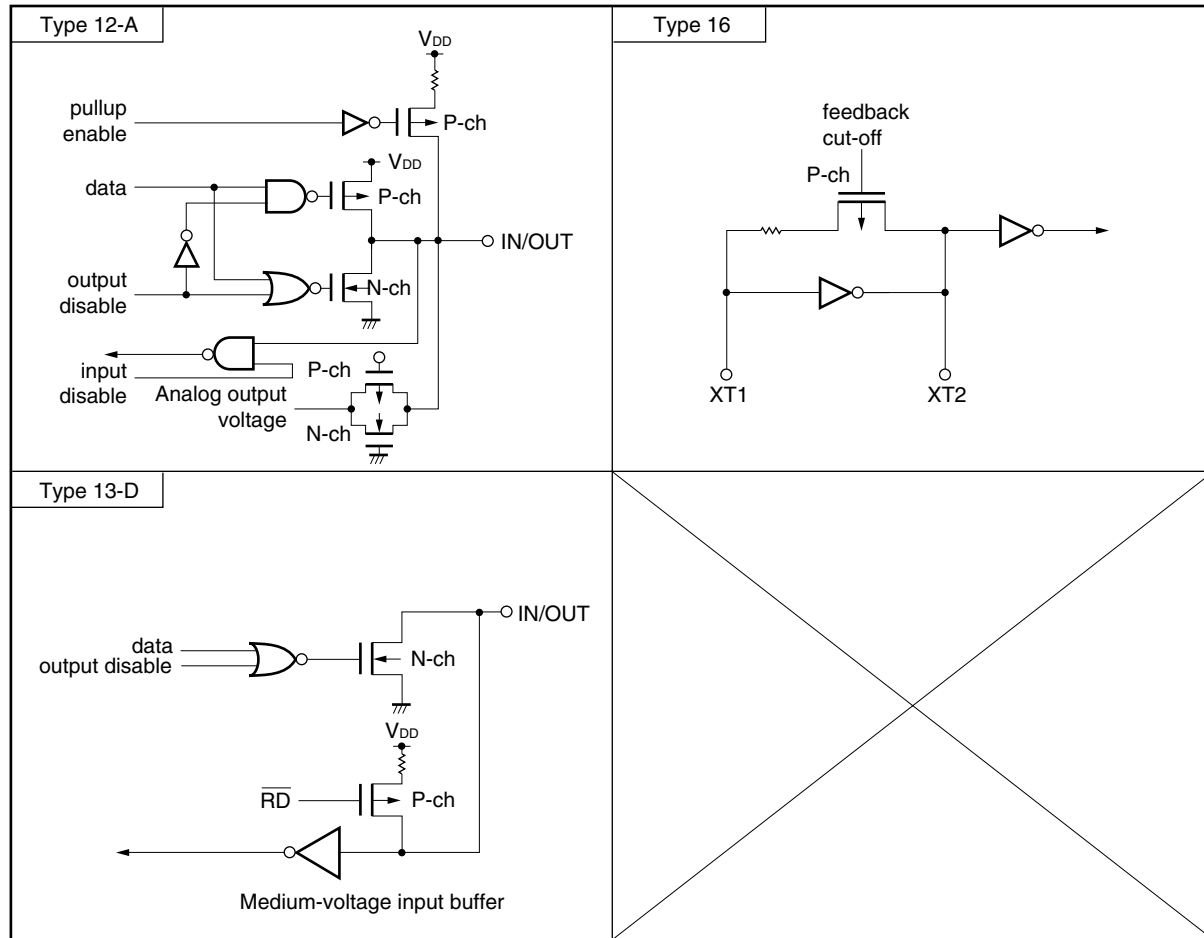 Type 12-A
VDD
pullup
enable
P-ch
VDD
data
P-ch
IN/OUT
output
disable
N-ch
input
disable
P-ch
Analog output
voltage
N-ch
Type 16
feedback
cut-off
P-ch
XT1
XT2
Type 13-D
IN/OUT
data
output disable
N-ch
VDD
R̅D̅
P-ch
Medium-voltage input buffer